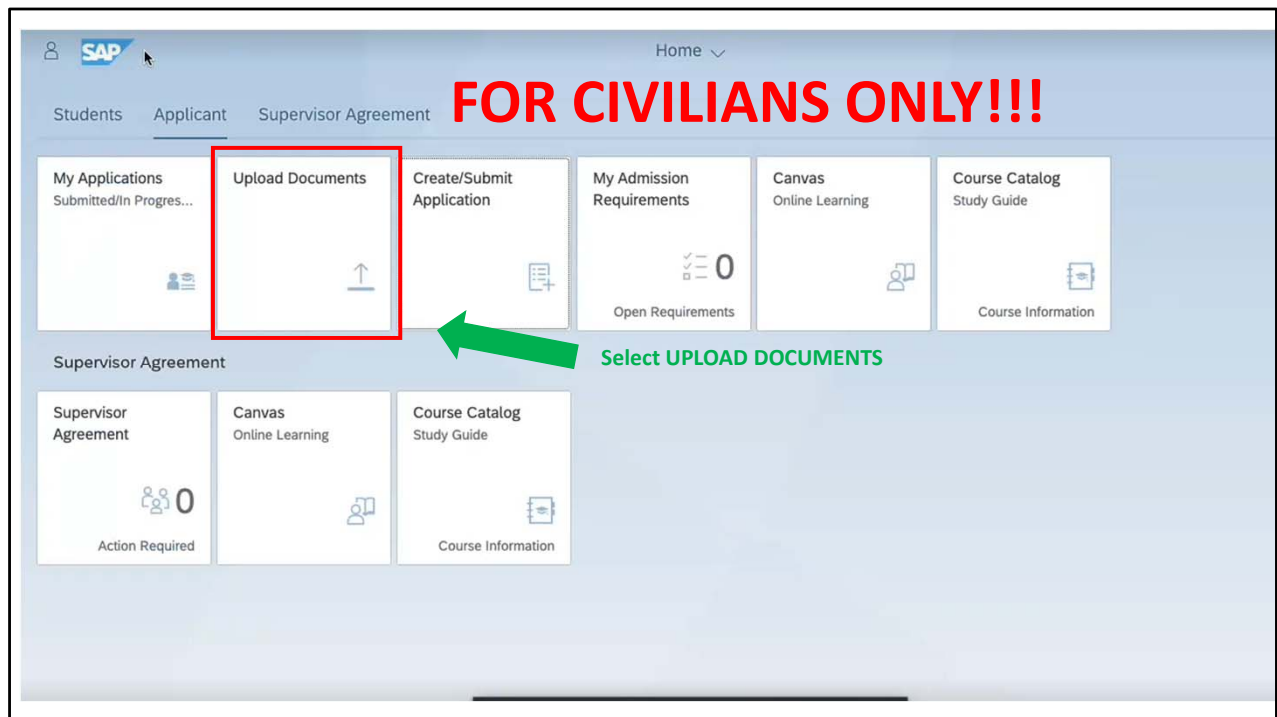 SAP
Home
FOR CIVILIANS ONLY!!!
Students Applicant Supervisor Agreement
My Applications
Submitted/In Progres...
Upload Documents
Create/Submit
Application
My Admission
Requirements
0
Open Requirements
Canvas
Online Learning
Course Catalog
Study Guide
Course Information
Select UPLOAD DOCUMENTS
Supervisor Agreement
Supervisor
Agreement
0
Action Required
Canvas
Online Learning
Course Catalog
Study Guide
Course Information